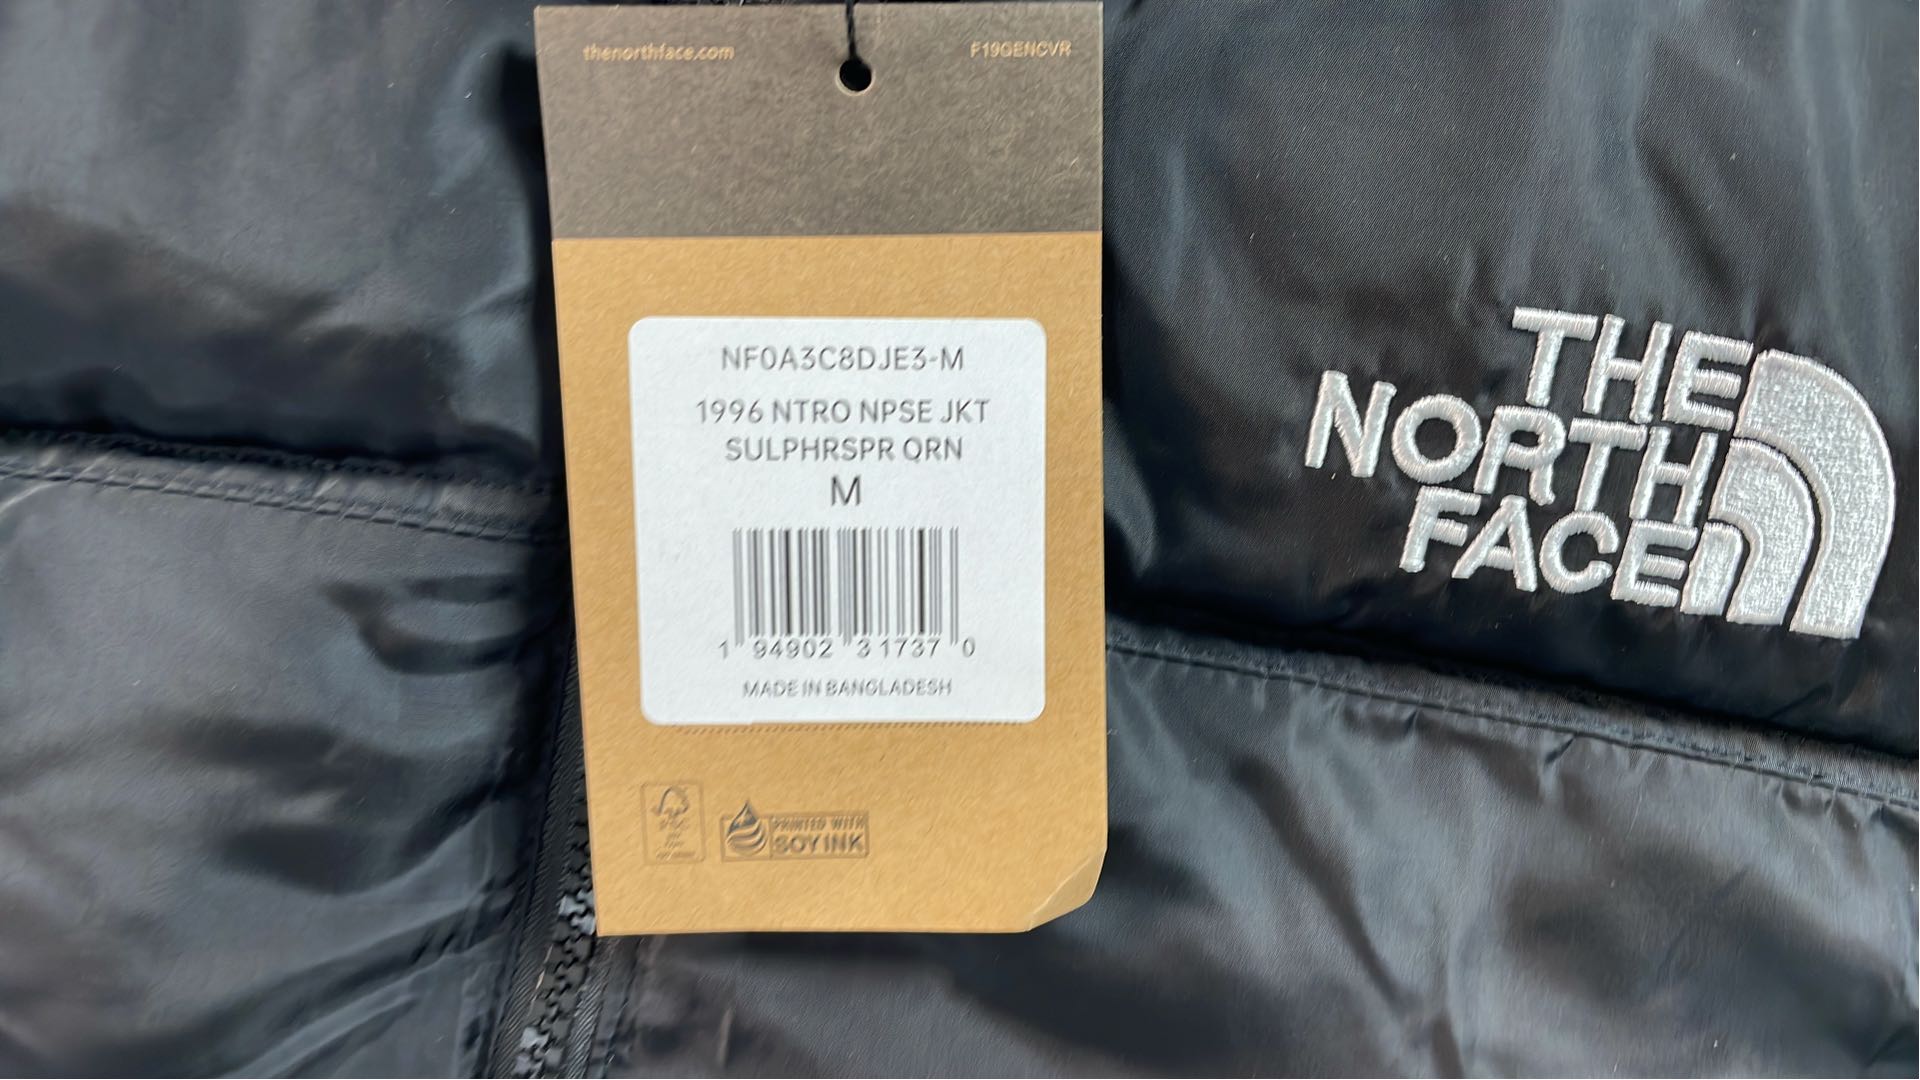 thenorthface.com
F19GENCVR
NF0A3C8DJE3-M
1996 NTRO NPSE JKT
SULPHRSPR QRN
M
1 94902 31737 0
MADE IN BANGLADESH
PRINTED WITH
SOY INK
THE
NORTH
FACE